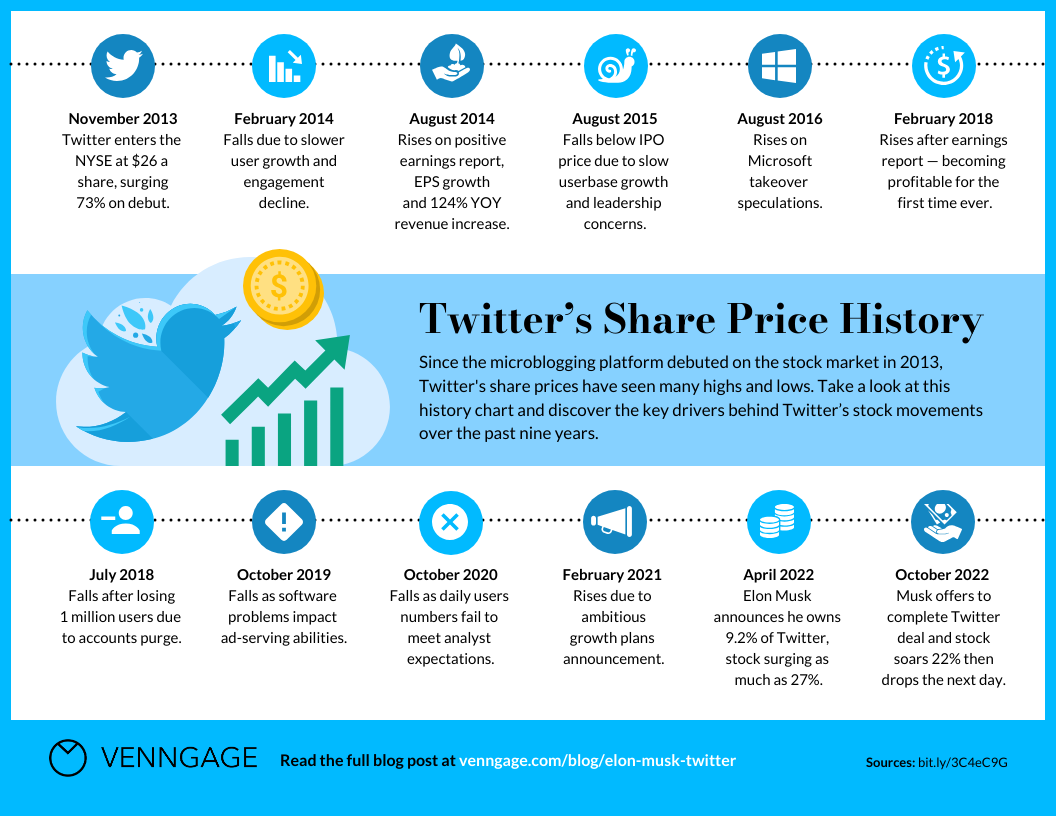 November 2013
Twitter enters the
NYSE at $26 a
share, surging
73% on debut.
February 2014
Falls due to slower
user growth and
engagement
decline.
August 2014
Rises on positive
earnings report,
EPS growth
and 124% YOY
revenue increase.
August 2015
Falls below IPO
price due to slow
userbase growth
and leadership
concerns.
August 2016
Rises on
Microsoft
takeover
speculations.
February 2018
Rises after earnings
report — becoming
profitable for the
first time ever.
$
$
Twitter’s Share Price History
Since the microblogging platform debuted on the stock market in 2013,
Twitter's share prices have seen many highs and lows. Take a look at this
history chart and discover the key drivers behind Twitter’s stock movements
over the past nine years.
July 2018
Falls after losing
1 million users due
to accounts purge.
October 2019
Falls as software
problems impact
ad-serving abilities.
October 2020
Falls as daily users
numbers fail to
meet analyst
expectations.
February 2021
Rises due to
ambitious
growth plans
announcement.
April 2022
Elon Musk
announces he owns
9.2% of Twitter,
stock surging as
much as 27%.
October 2022
Musk offers to
complete Twitter
deal and stock
soars 22% then
drops the next day.
VENNGAGE
Read the full blog post at venngage.com/blog/elon-musk-twitter
Sources: bit.ly/3C4eC9G